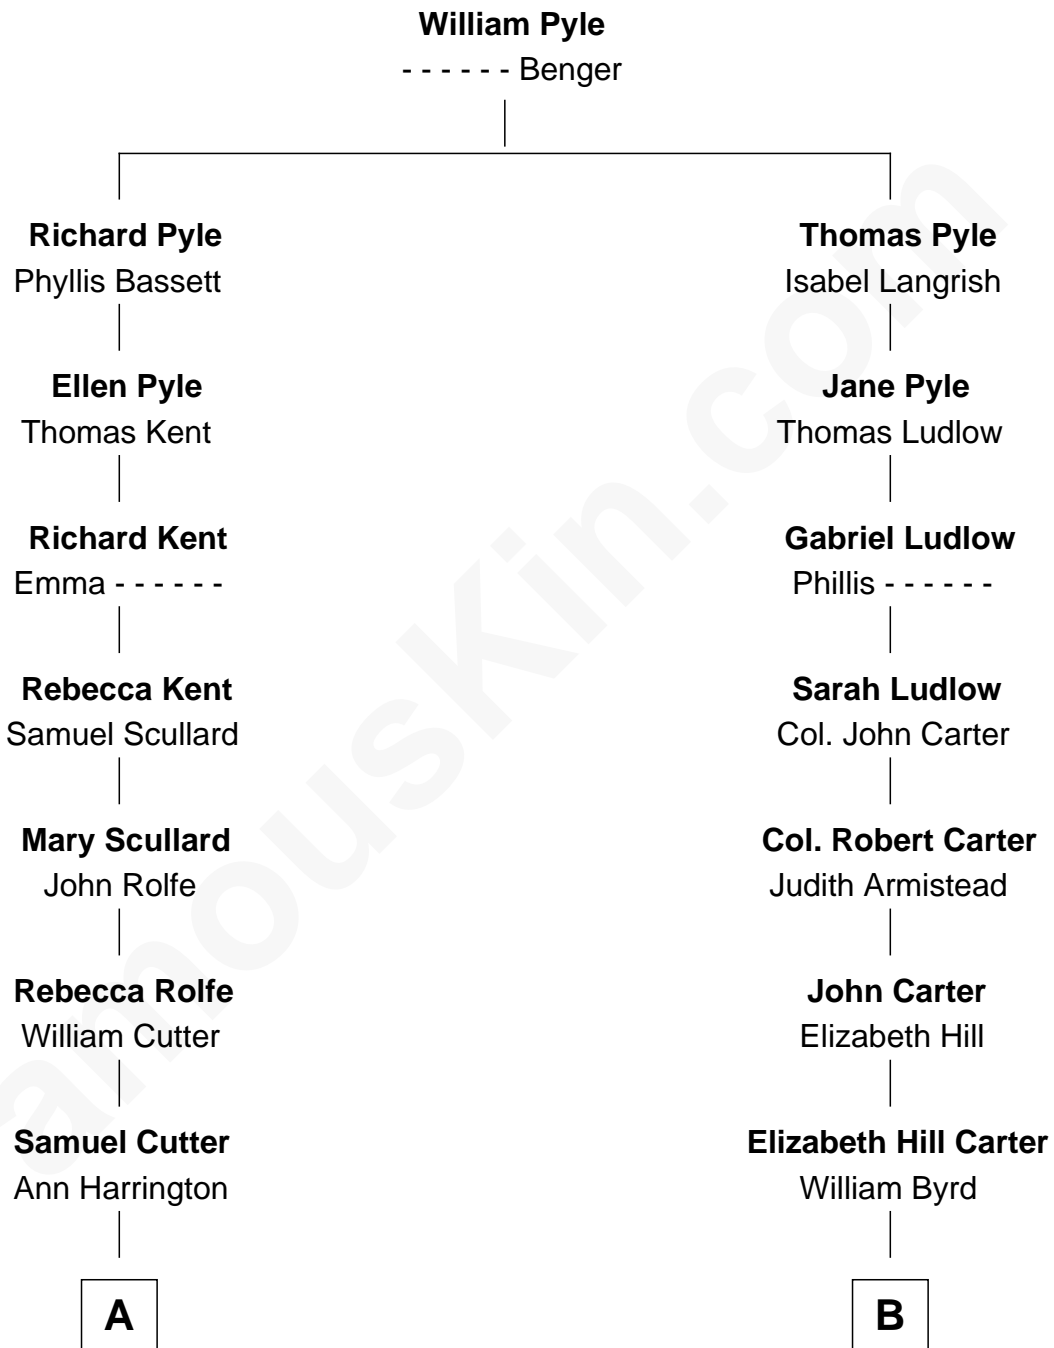 William Pyle
- - - - - - Benger
Richard Pyle
Phyllis Bassett
Thomas Pyle
Isabel Langrish
Ellen Pyle
Thomas Kent
Jane Pyle
Thomas Ludlow
Richard Kent
Emma - - - - - -
Gabriel Ludlow
Phillis - - - - - -
Rebecca Kent
Samuel Scullard
Sarah Ludlow
Col. John Carter
Mary Scullard
John Rolfe
Col. Robert Carter
Judith Armistead
Rebecca Rolfe
William Cutter
John Carter
Elizabeth Hill
Samuel Cutter
Ann Harrington
Elizabeth Hill Carter
William Byrd
A
B
amousKin.com